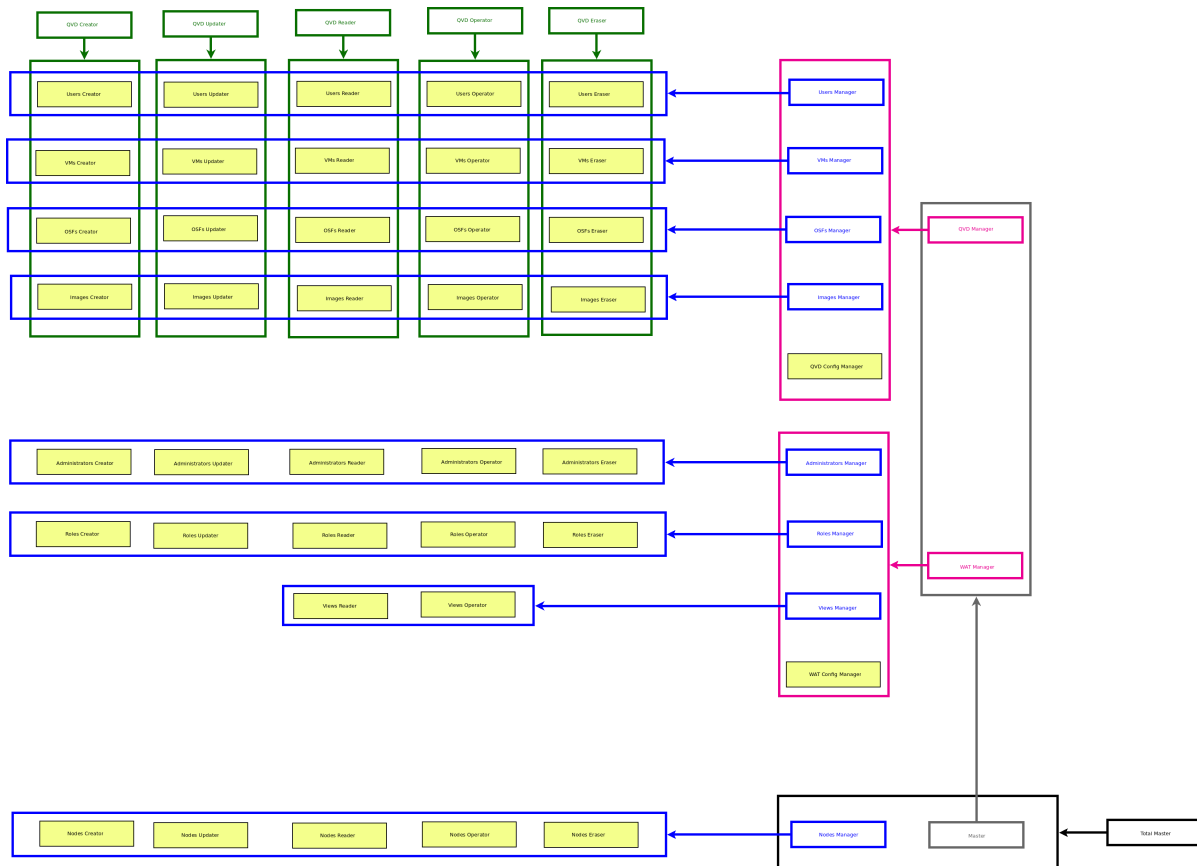 QVD Creator
QVD Updater
QVD Reader
QVD Operator
QVD Eraser
Users Creator
Users Updater
Users Reader
Users Operator
Users Eraser
Users Manager
VMs Creator
VMs Updater
VMs Reader
VMs Operator
VMs Eraser
VMs Manager
OSFs Creator
OSFs Updater
OSFs Reader
OSFs Operator
OSFs Eraser
OSFs Manager
QVD Manager
Images Creator
Images Updater
Images Reader
Images Operator
Images Eraser
Images Manager
QVD Config Manager
Administrators Creator
Administrators Updater
Administrators Reader
Administrators Operator
Administrators Eraser
Administrators Manager
Roles Creator
Roles Updater
Roles Reader
Roles Operator
Roles Eraser
Roles Manager
WAT Manager
Views Reader
Views Operator
Views Manager
WAT Config Manager
Nodes Creator
Nodes Updater
Nodes Reader
Nodes Operator
Nodes Eraser
Nodes Manager
Master
Total Master